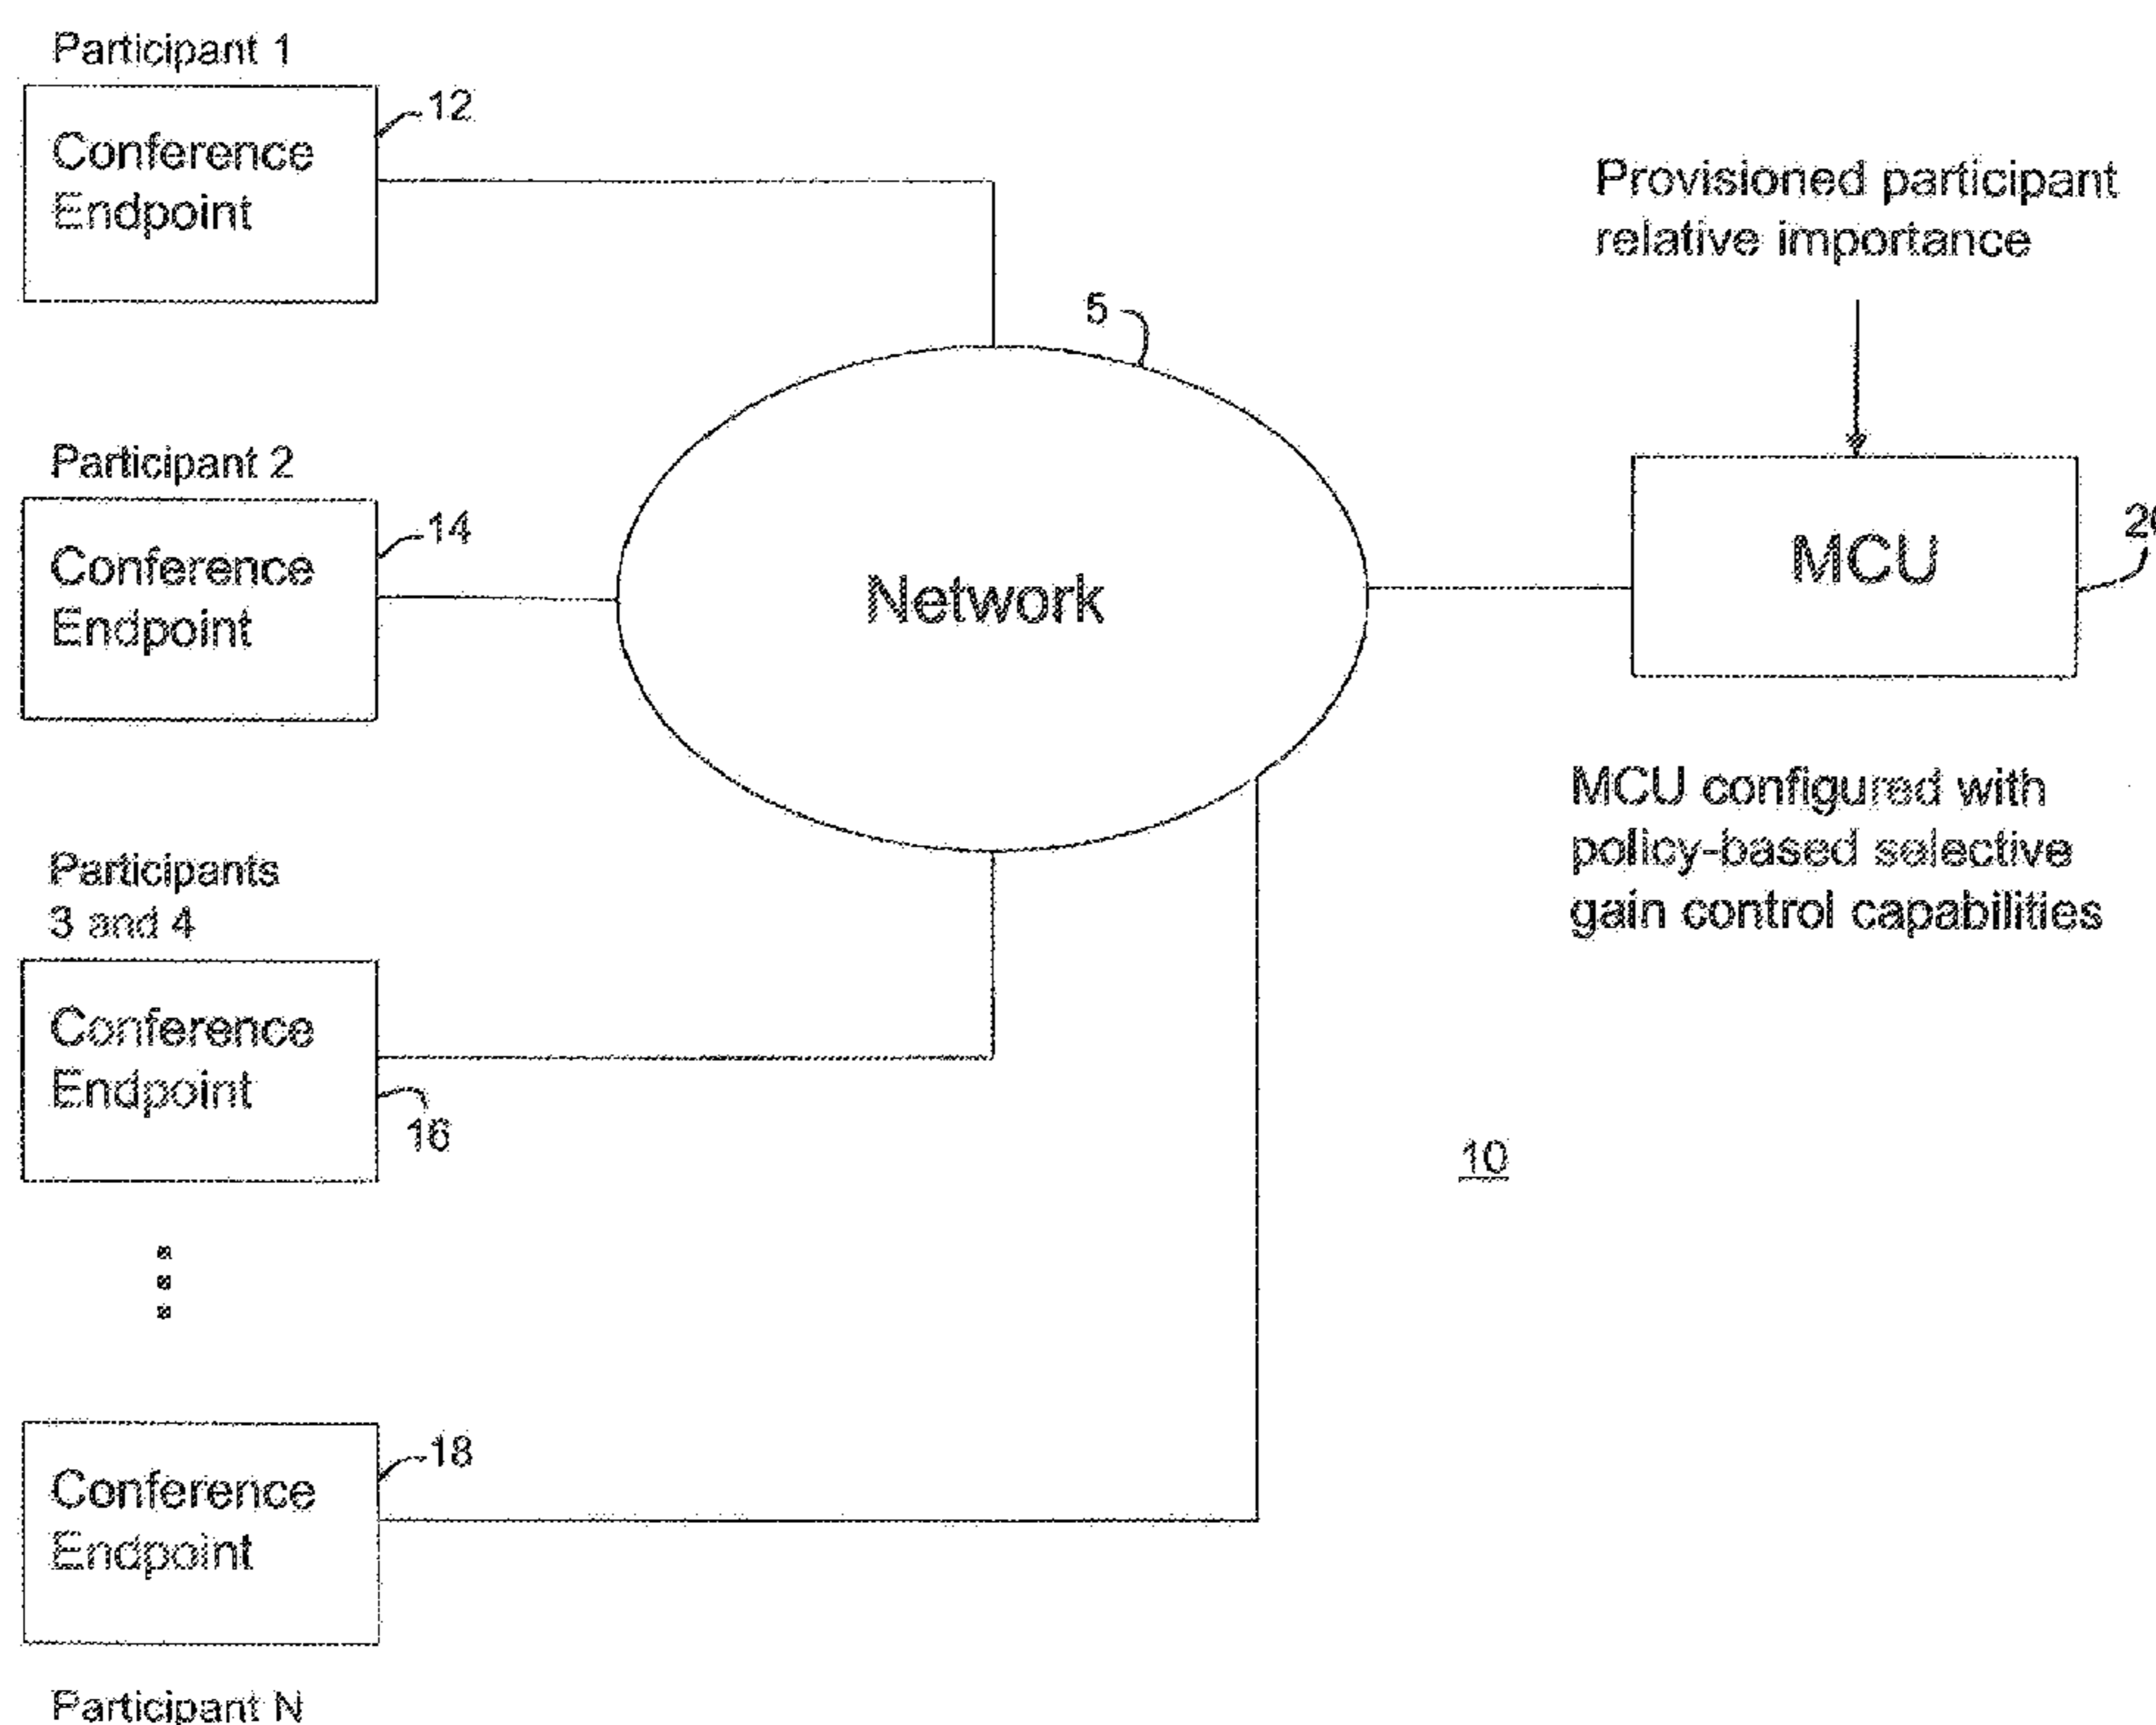 Participant 1
12
Conference
Endpoint
Provisioned participant
relative importance
5
Participant 2
14
Conference
Endpoint
Network
MCU
MCU configured with
policy-based selective
gain control capabilities
Participants
3 and 4
Conference
Endpoint
16
10
18
Conference
Endpoint
Participant N